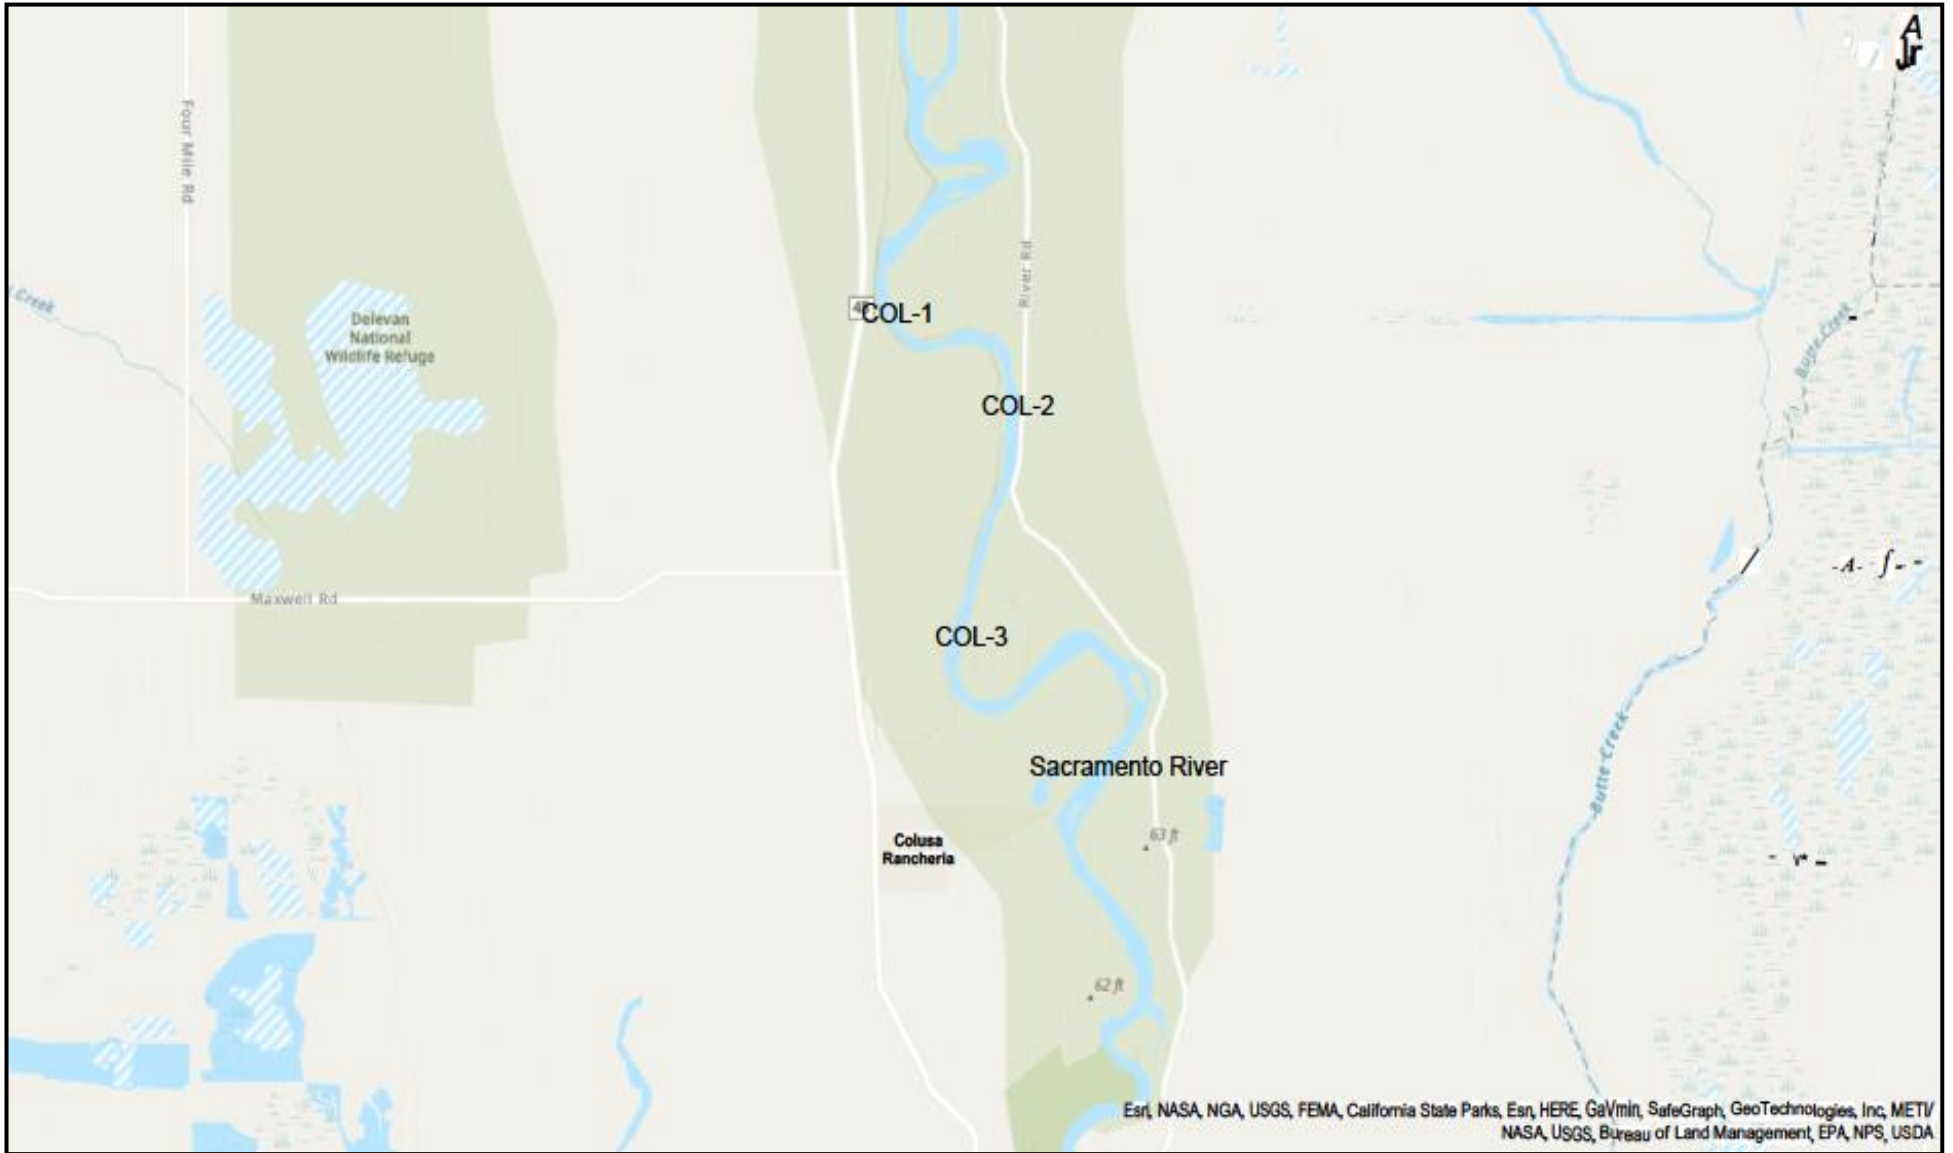 Four Mile Rd
Creek
Delevan
National
Wildlife Refuge
River Rd
COL-1
COL-2
Butte Creek
Maxwell Rd
COL-3
Sacramento River
Butte Creek
Colusa
Rancheria
63 ft
62 ft
Esri, NASA, NGA, USGS, FEMA, California State Parks, Esri, HERE, GaVmin, SafeGraph, GeoTechnologies, Inc, METI/
NASA, USGS, Bureau of Land Management, EPA, NPS, USDA